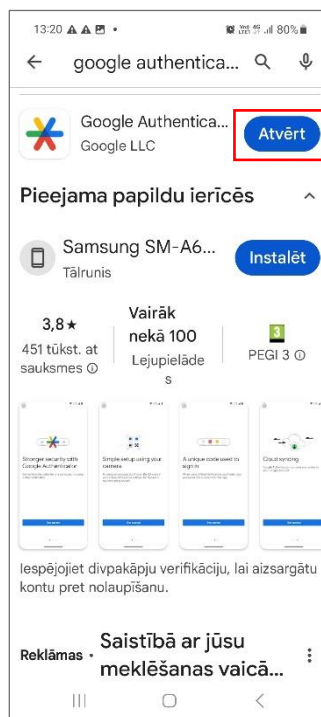 13:20
80%
google authentica...
Google Authentica...
Google LLC
Atvērt
Pieejama papildu ierīcēs
Samsung SM-A6...
Tālrunis
Instalēt
3,8★
451 tūkst. at
sauksmes
Vairāk
nekā 100
Lejupielāde
s
3
PEGI 3
Stronger security with
Google Authenticator
Simple setup using your
camera
A unique code used to
sign in
Cloud syncing
Iespējojiet divpakāpju verifikāciju, lai aizsargātu
kontu pret nolaupīšanu.
Reklāmas •
Saistībā ar jūsu
meklēšanas vaicā...